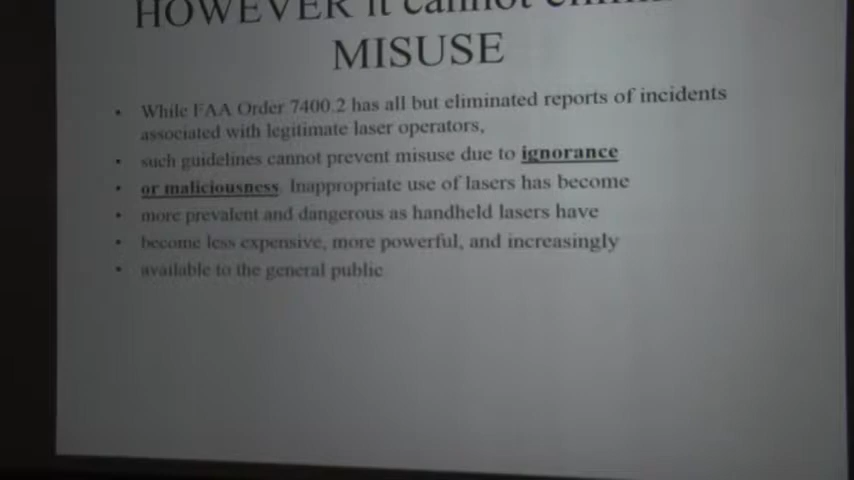 HOWEVER it cannot
MISUSE
• While FAA Order 7400.2 has all but eliminated reports of incidents
associated with legitimate laser operators,
• such guidelines cannot prevent misuse due to ignorance
• or maliciousness. Inappropriate use of lasers has become
• more prevalent and dangerous as handheld lasers have
• become less expensive, more powerful, and increasingly
• available to the general public